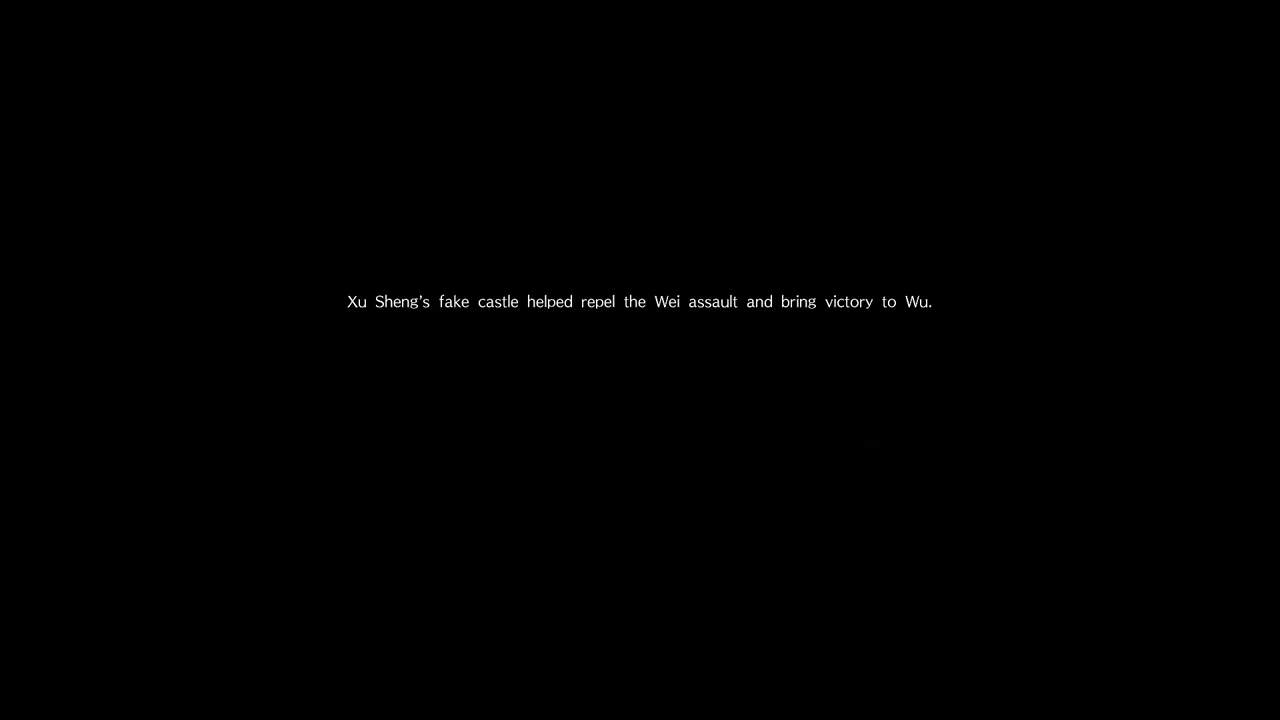 Xu Sheng’s fake castle helped repel the Wei assault and bring victory to Wu.